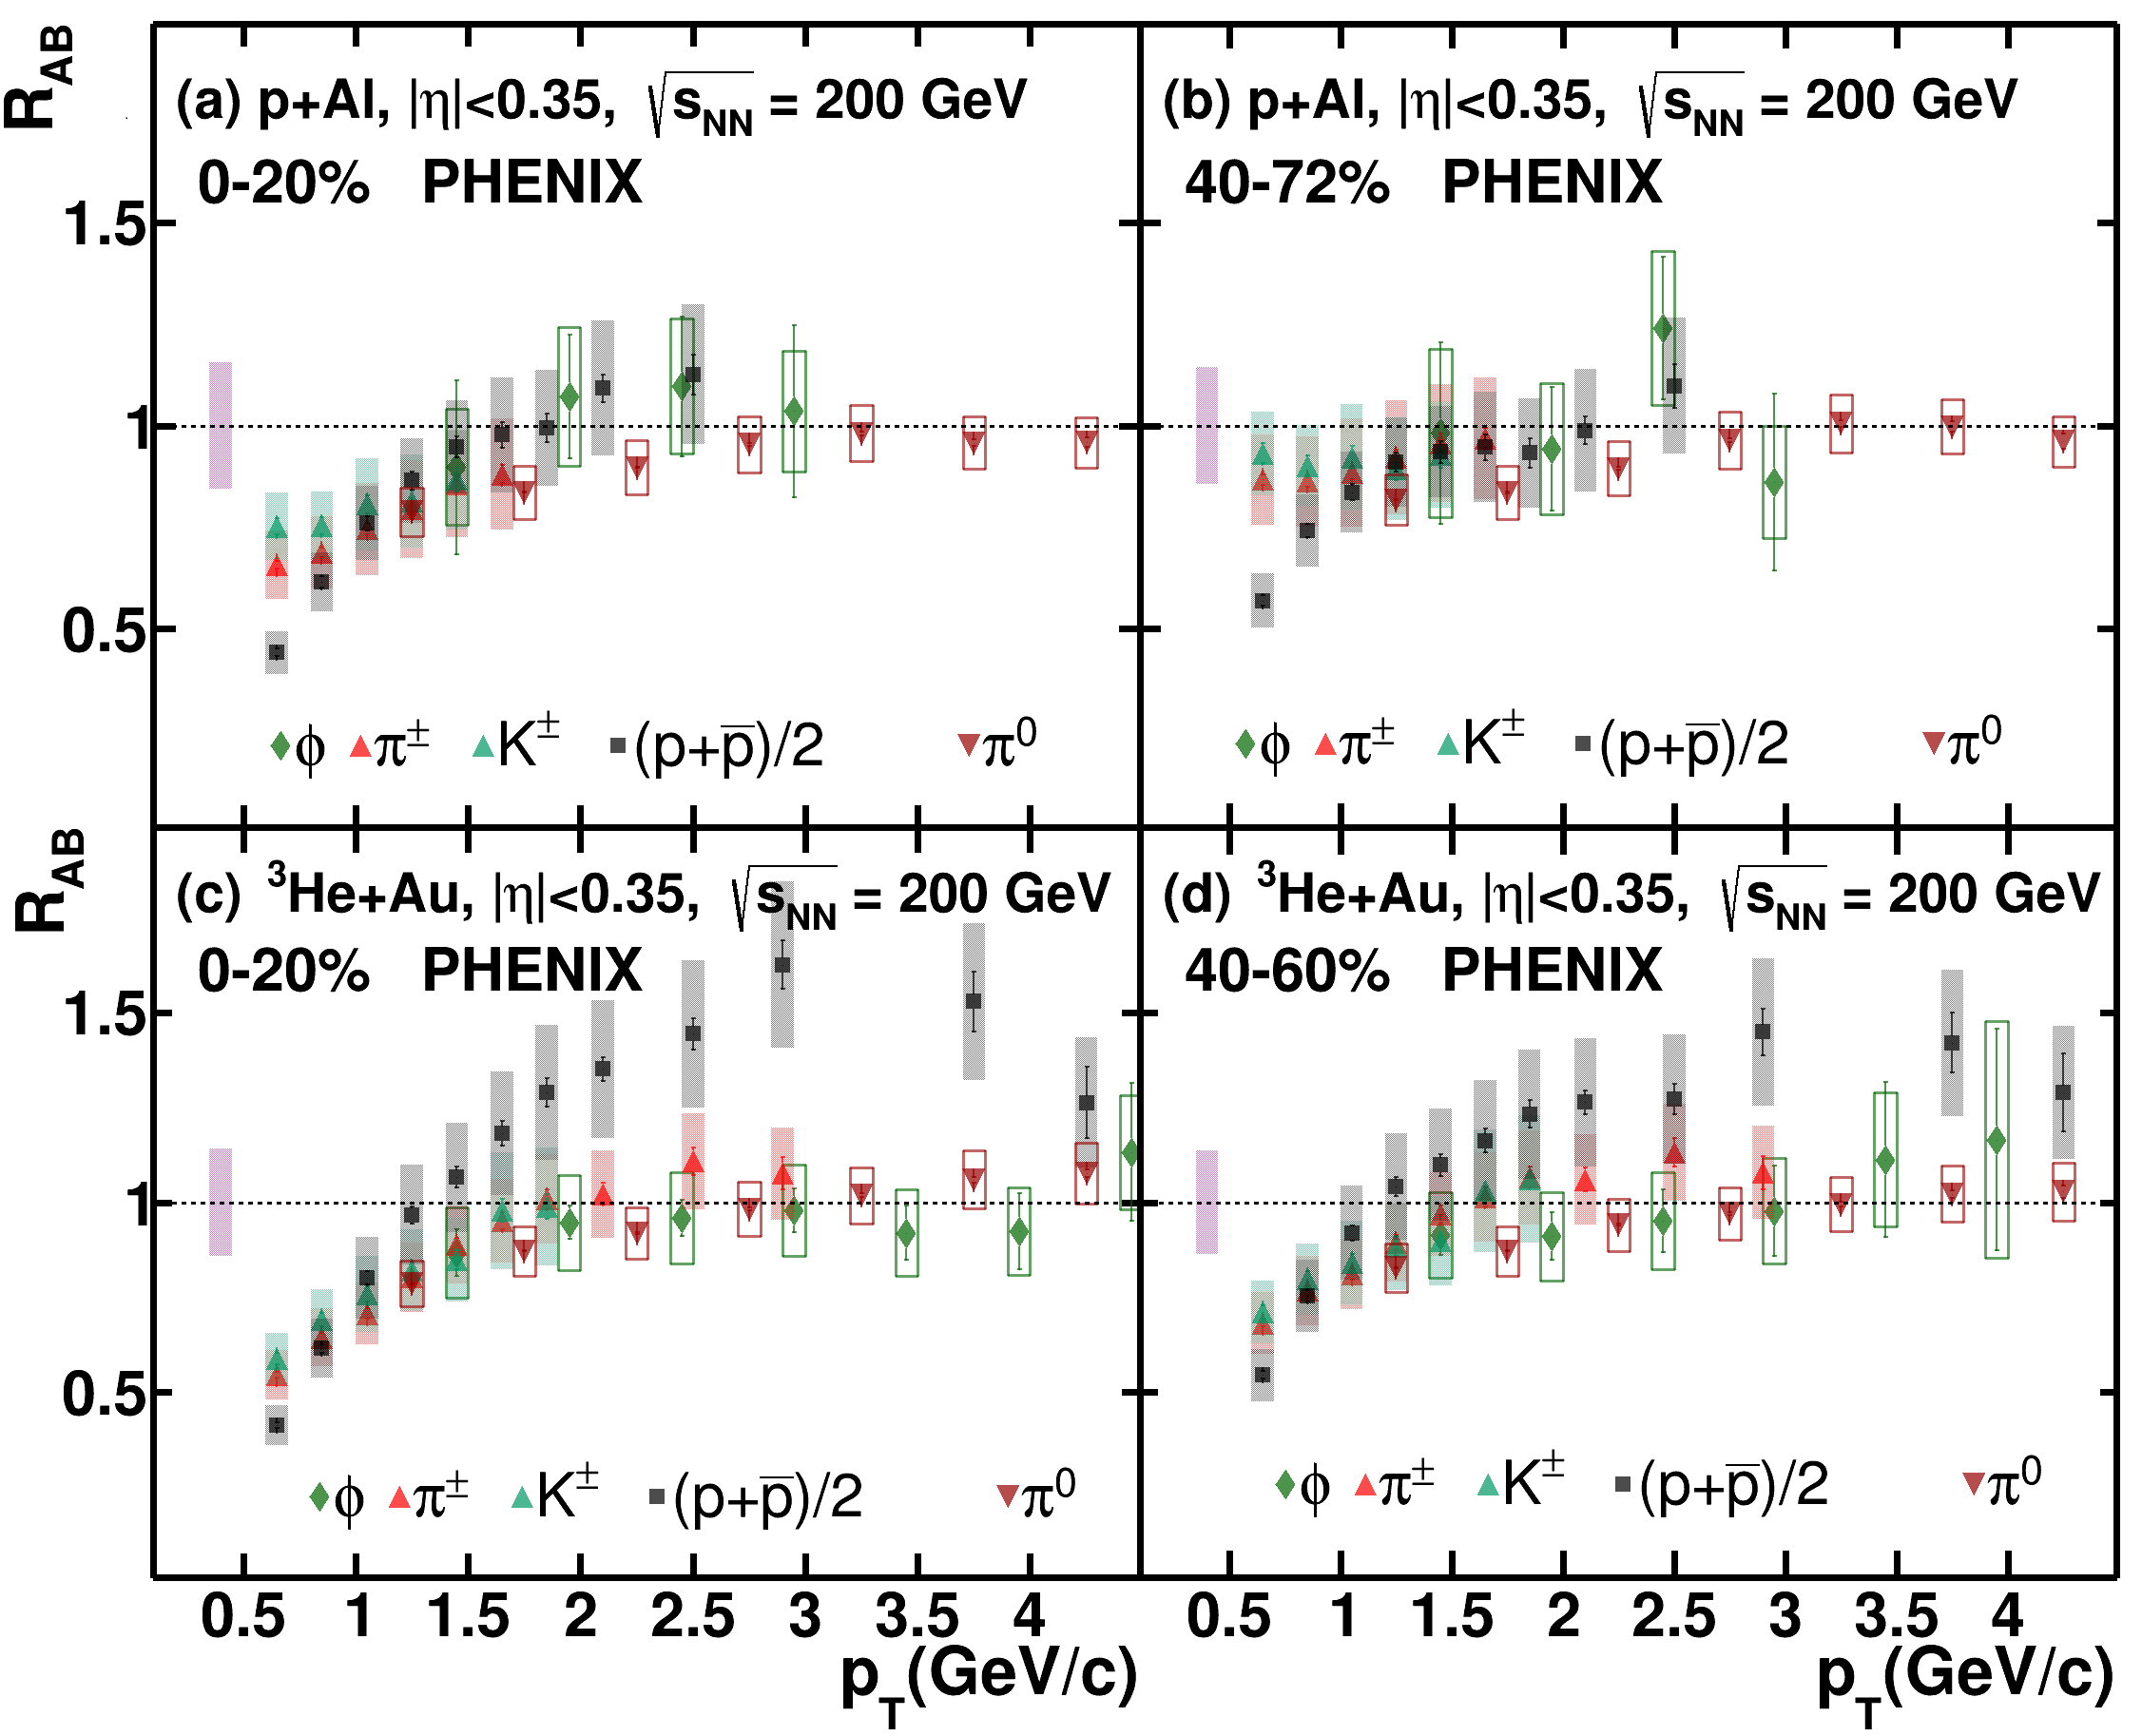 R_AB
(a) p+Al, |η|<0.35, √s_NN = 200 GeV
0-20% PHENIX
1.5
1
0.5
ϕ π± K± (p+p̅)/2 π⁰
(b) p+Al, |η|<0.35, √s_NN = 200 GeV
40-72% PHENIX
ϕ π± K± (p+p̅)/2 π⁰
R_AB
(c) ³He+Au, |η|<0.35, √s_NN = 200 GeV
0-20% PHENIX
1.5
1
0.5
ϕ π± K± (p+p̅)/2 π⁰
(d) ³He+Au, |η|<0.35, √s_NN = 200 GeV
40-60% PHENIX
ϕ π± K± (p+p̅)/2 π⁰
0.5 1 1.5 2 2.5 3 3.5 4
p_T(GeV/c)
0.5 1 1.5 2 2.5 3 3.5 4
p_T(GeV/c)